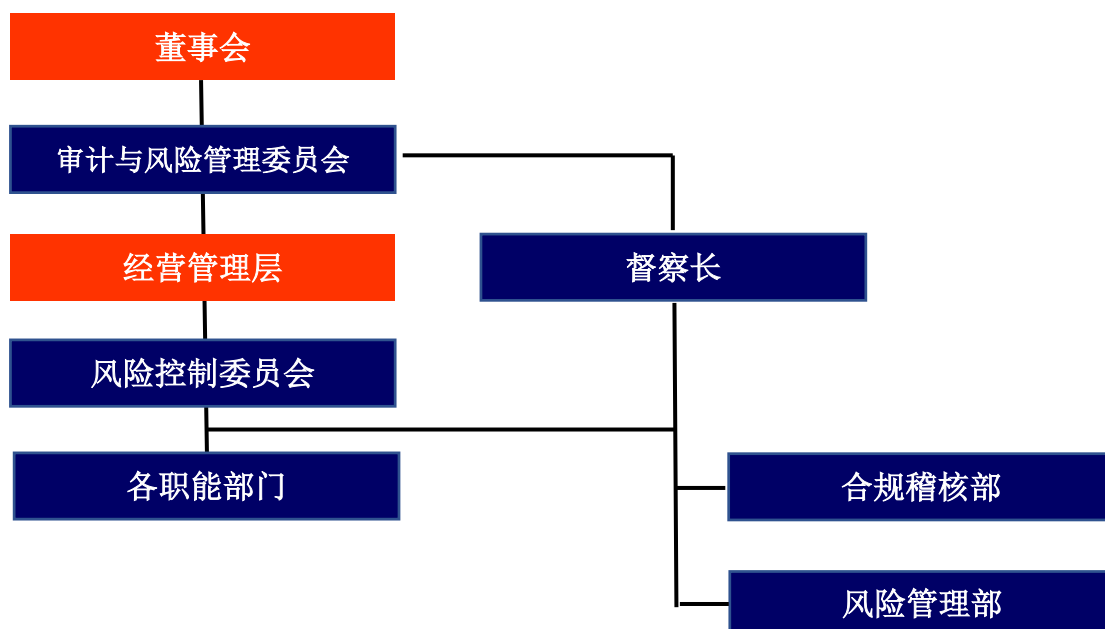 董事会
审计与风险管理委员会
经营管理层
督察长
风险控制委员会
各职能部门
合规稽核部
风险管理部